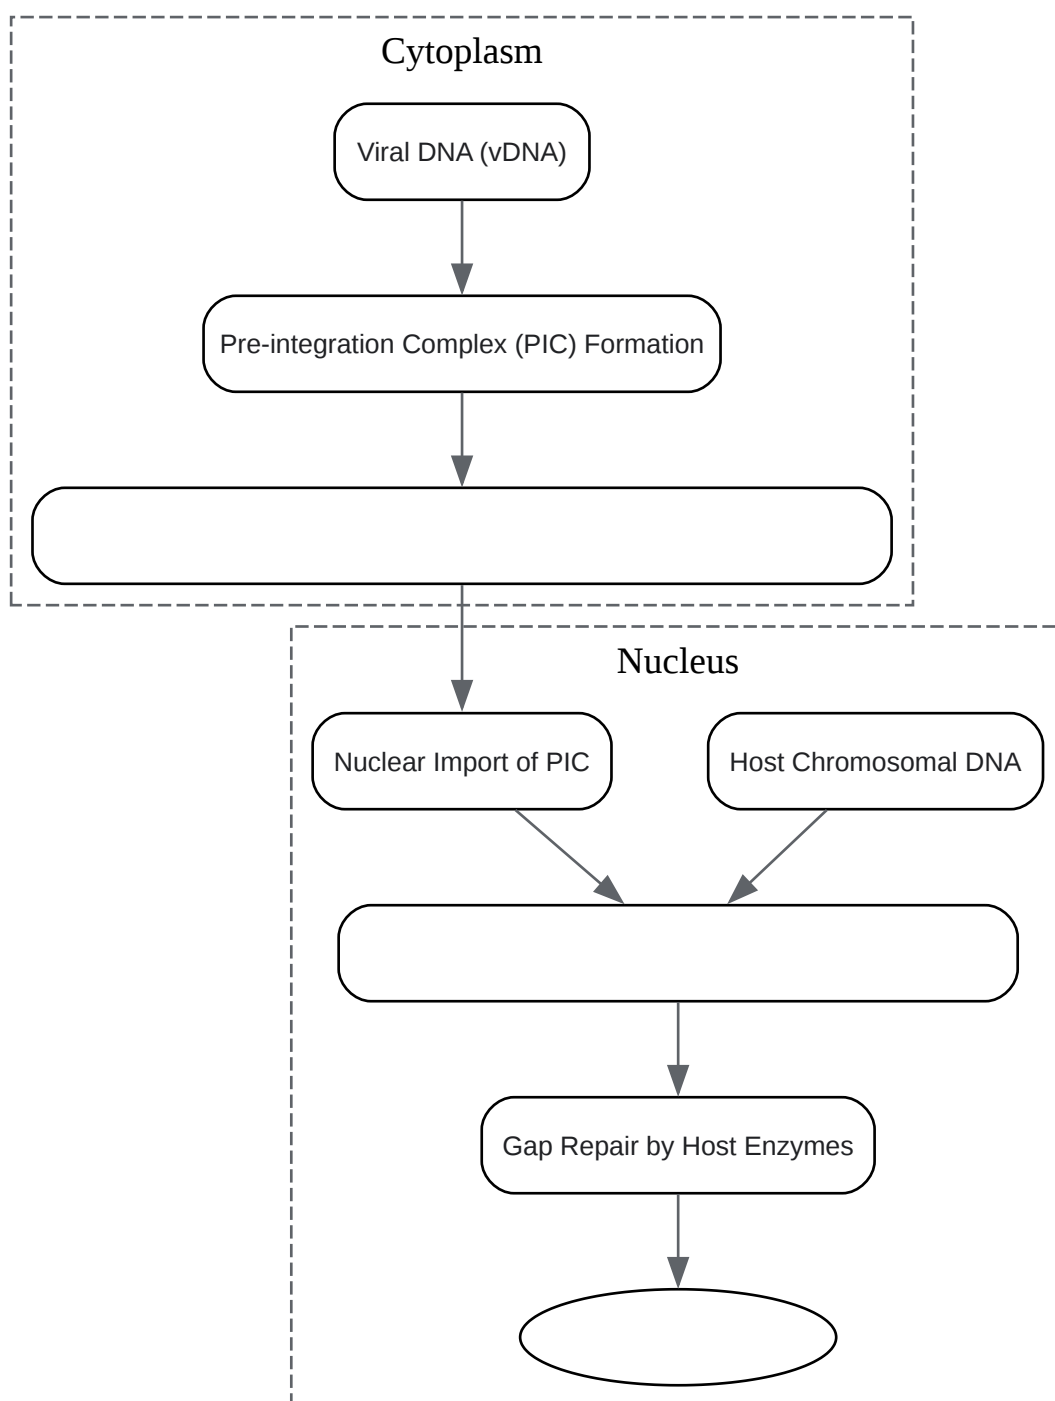 Cytoplasm
Viral DNA (vDNA)
Pre-integration Complex (PIC) Formation
Nucleus
Nuclear Import of PIC
Host Chromosomal DNA
Gap Repair by Host Enzymes